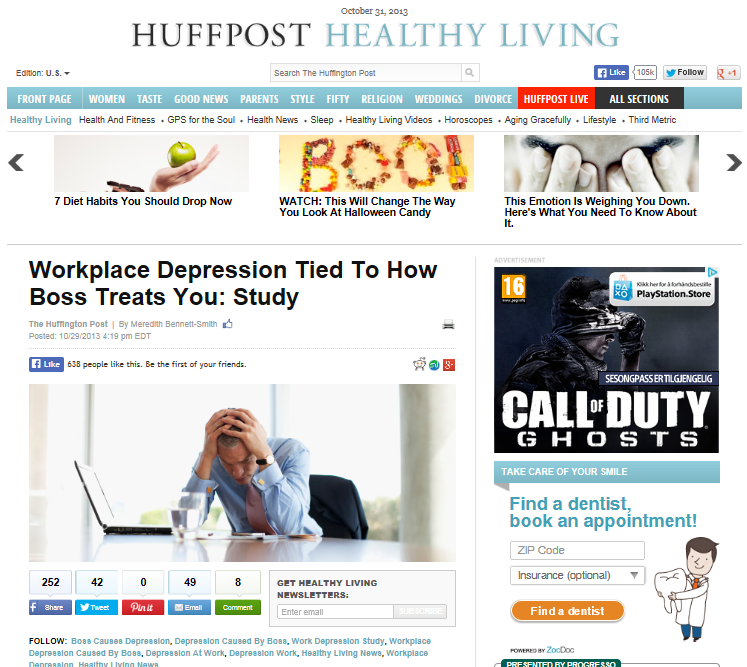 October 31, 2013
HUFFPOST HEALTHY LIVING
Edition: U.S.
Search The Huffington Post
Like 105k
Follow
+1
FRONT PAGE WOMEN TASTE GOOD NEWS PARENTS STYLE FIFTY RELIGION WEDDINGS DIVORCE HUFFPOST LIVE ALL SECTIONS
Healthy Living Health And Fitness • GPS for the Soul • Health News • Sleep • Healthy Living Videos • Horoscopes • Aging Gracefully • Lifestyle • Third Metric
BOO!
7 Diet Habits You Should Drop Now
WATCH: This Will Change The Way
You Look At Halloween Candy
This Emotion Is Weighing You Down.
Here's What You Need To Know About
It.
Workplace Depression Tied To How
Boss Treats You: Study
The Huffington Post | By Meredith Bennett-Smith
Posted: 10/29/2013 4:19 pm EDT
Like 638 people like this. Be the first of your friends.
252 42 0 49 8
Share Tweet Pin it Email Comment
GET HEALTHY LIVING
NEWSLETTERS:
Enter email SUBSCRIBE
FOLLOW: Boss Causes Depression, Depression Caused By Boss, Work Depression Study, Workplace
Depression Caused By Boss, Depression At Work, Depression Work, Healthy Living News, Workplace
Depression, Healthy Living News
ADVERTISEMENT
16
www.pegi.info
Klikk her for å forhåndsbestille
PlayStation.Store
SESONGPASS ER TILGJENGELIG
CALL OF DUTY
GHOSTS
TAKE CARE OF YOUR SMILE
Find a dentist,
book an appointment!
ZIP Code
Insurance (optional)
Find a dentist
POWERED BY ZocDoc
PRESENTED BY PROGRESSO